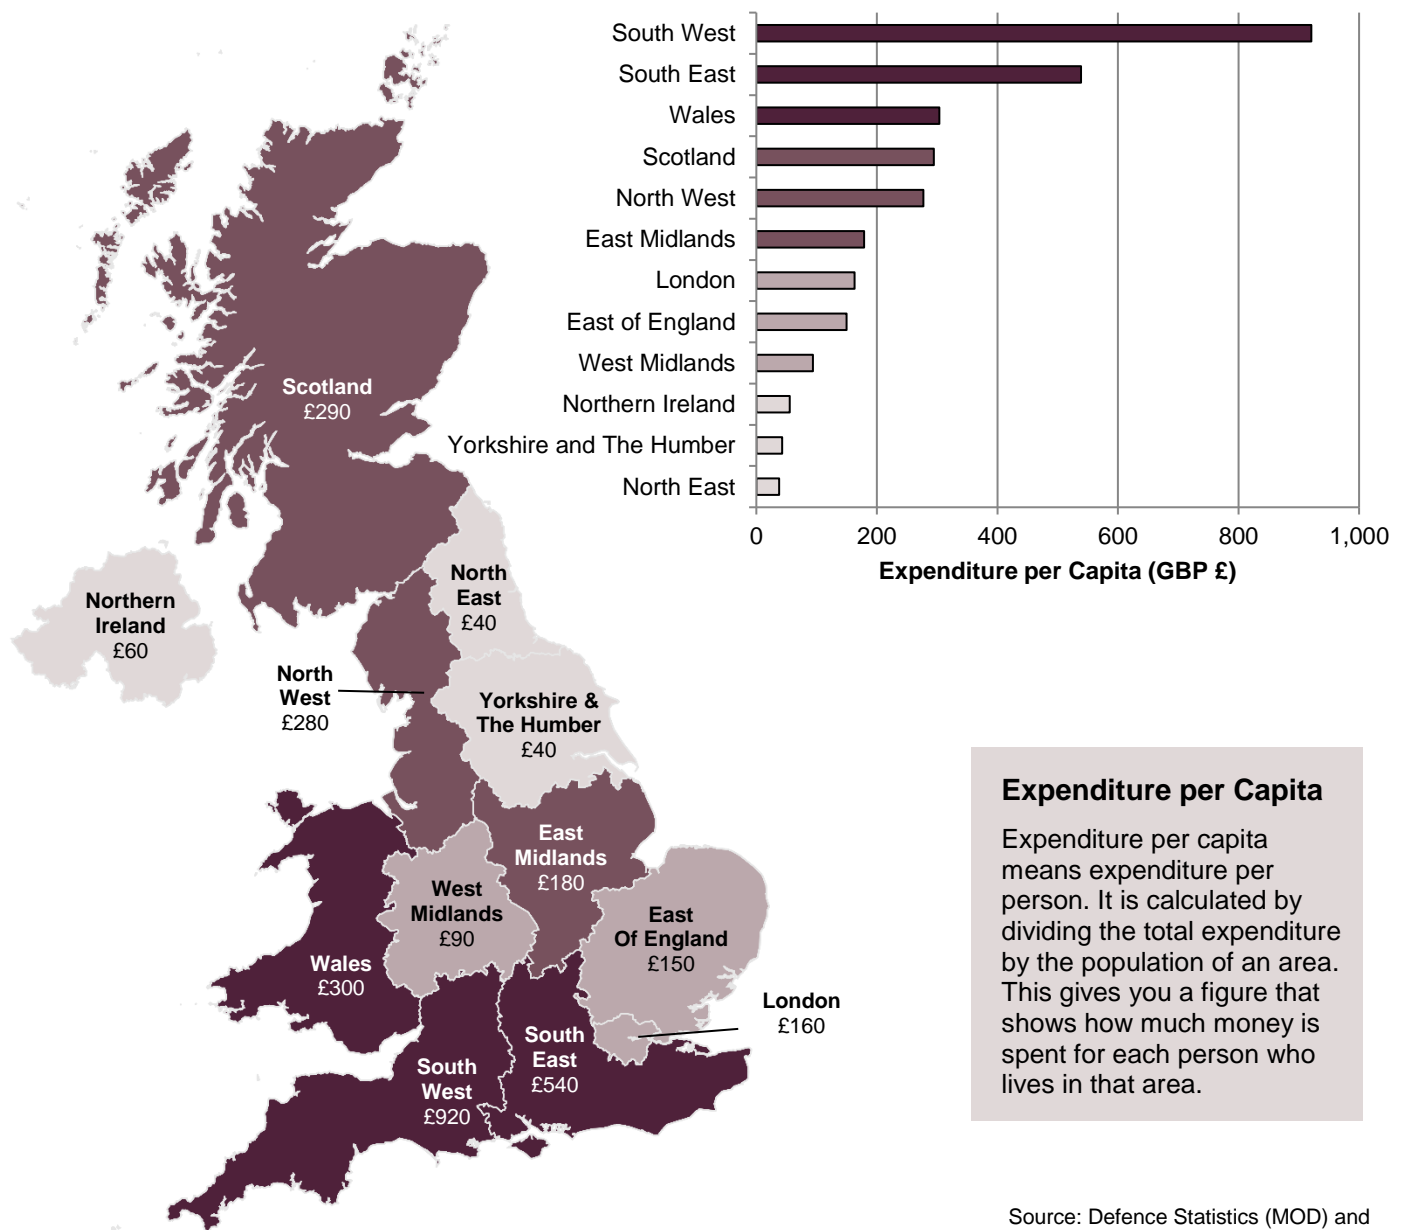 South West
South East
Wales
Scotland
North West
East Midlands
London
East of England
West Midlands
Northern Ireland
Yorkshire and The Humber
North East
0 200 400 600 800 1,000
Expenditure per Capita (GBP £)
Scotland
£290
Northern
Ireland
£60
North
East
£40
North
West
£280
Yorkshire &
The Humber
£40
East
Midlands
£180
West
Midlands
£90
East
Of England
£150
Wales
£300
London
£160
South
East
£540
South
West
£920
Expenditure per Capita
Expenditure per capita
means expenditure per
person. It is calculated by
dividing the total expenditure
by the population of an area.
This gives you a figure that
shows how much money is
spent for each person who
lives in that area.
Source: Defence Statistics (MOD) and